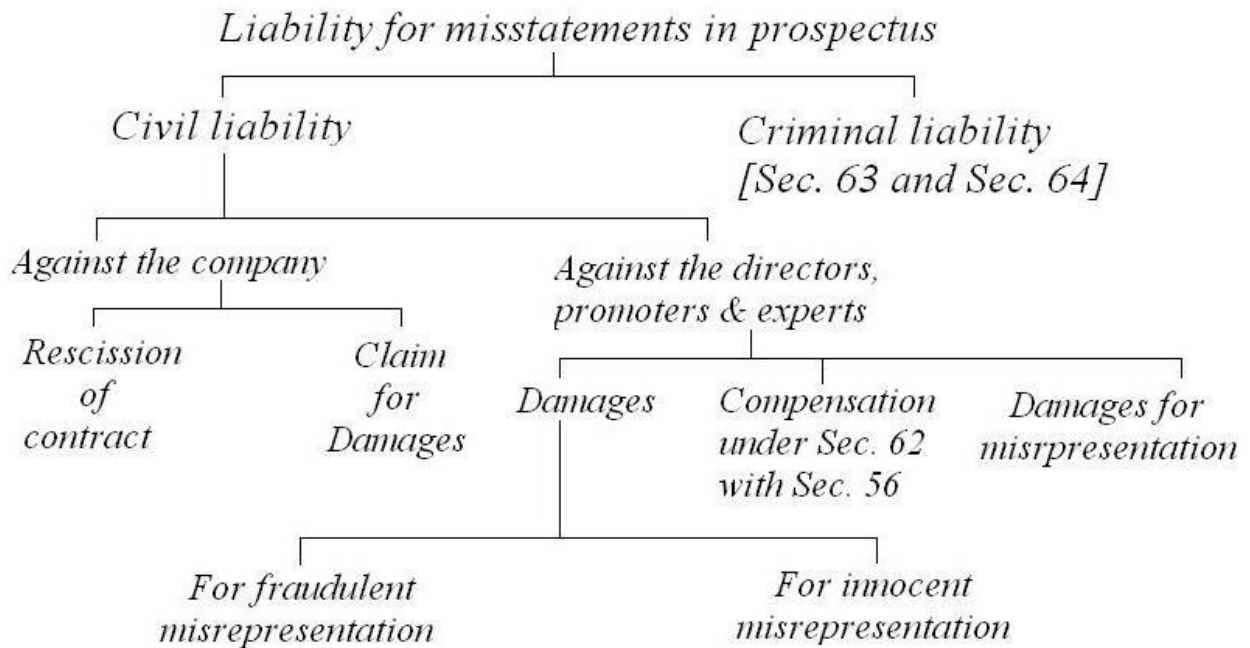 Liability for misstatements in prospectus
Civil liability
Criminal liability
[Sec. 63 and Sec. 64]
Against the company
Against the directors,
promoters & experts
Rescission
of
contract
Claim
for
Damages
Damages
Compensation
under Sec. 62
with Sec. 56
Damages for
misrpresentation
For fraudulent
misrepresentation
For innocent
misrepresentation